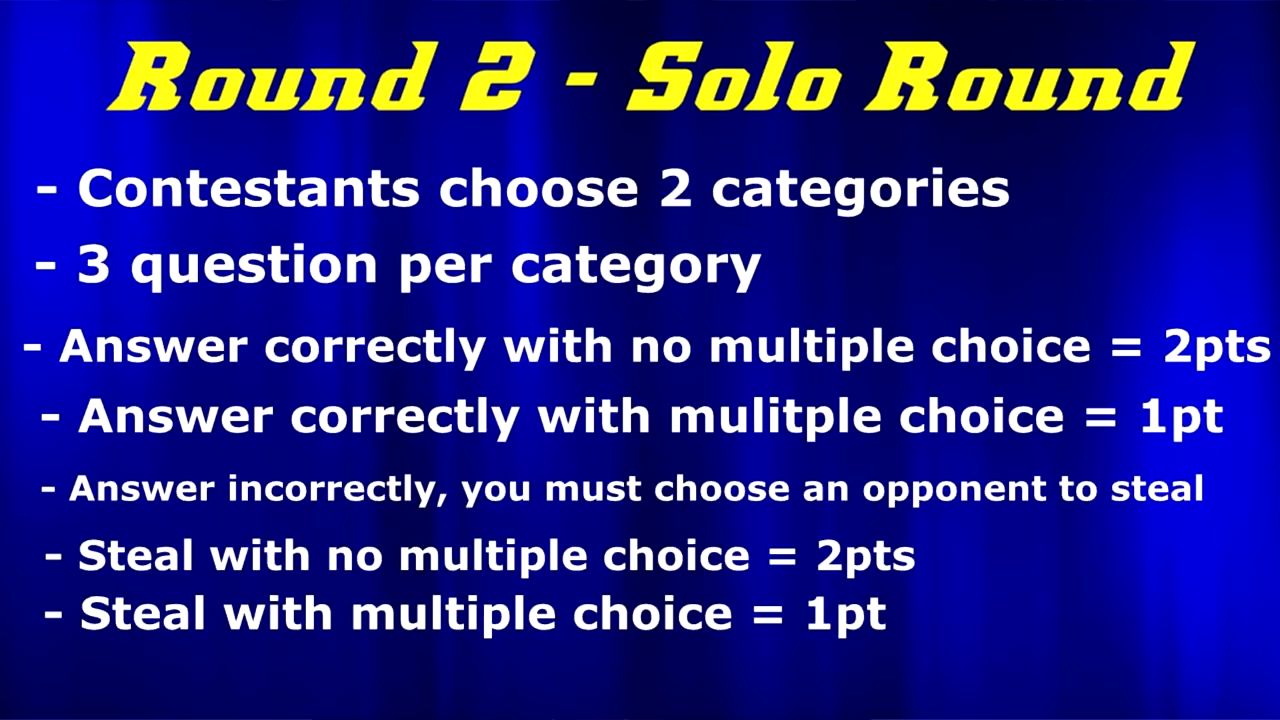 Round 2 - Solo Round
- Contestants choose 2 categories
- 3 question per category
- Answer correctly with no multiple choice = 2pts
- Answer correctly with mulitple choice = 1pt
- Answer incorrectly, you must choose an opponent to steal
- Steal with no multiple choice = 2pts
- Steal with multiple choice = 1pt